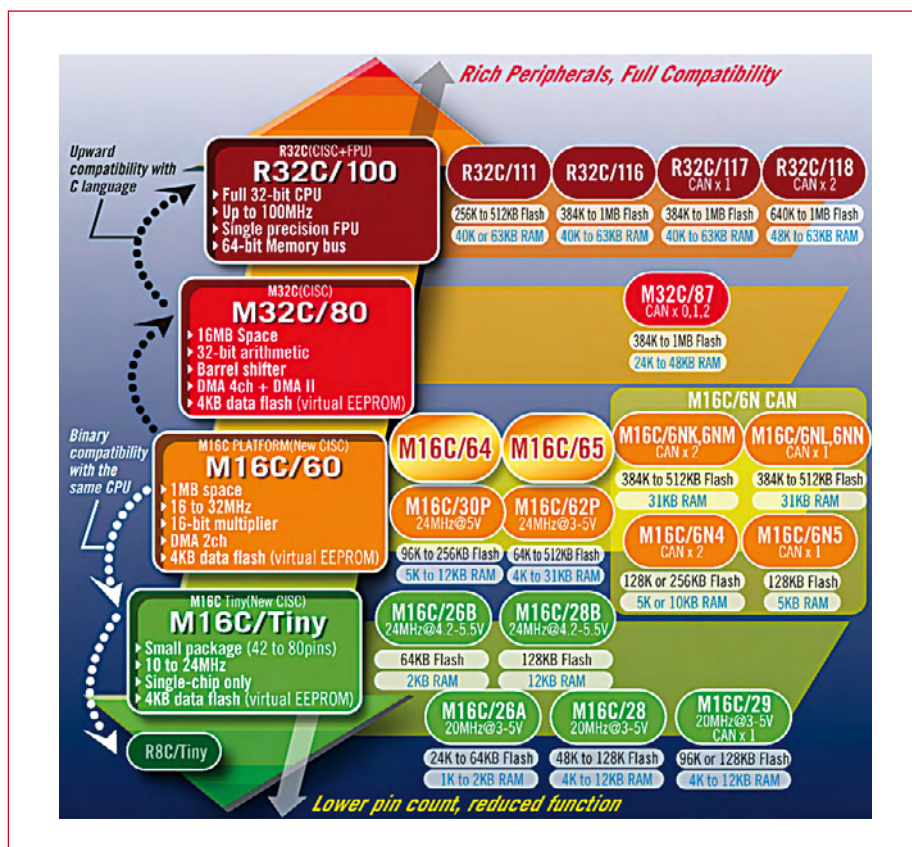 Rich Peripherals, Full Compatibility
Upward
compatibility with
C language
R32C(CISC+FPU)
R32C/100
Full 32-bit CPU
Up to 100MHz
Single precision FPU
64-bit Memory bus
R32C/111
256K to 512KB Flash
40K or 63KB RAM
R32C/116
384K to 1MB Flash
40K to 63KB RAM
R32C/117
CAN x 1
384K to 1MB Flash
40K to 63KB RAM
R32C/118
CAN x 2
640K to 1MB Flash
48K to 63KB RAM
M32C(CISC)
M32C/80
16MB Space
32-bit arithmetic
Barrel shifter
DMA 4ch + DMA II
4KB data flash (virtual EEPROM)
M32C/87
CAN x 0,1,2
384K to 1MB Flash
24K to 48KB RAM
Binary
compatibility
with the
same CPU
M16C PLATFORM(New CISC)
M16C/60
1MB space
16 to 32MHz
16-bit multiplier
DMA 2ch
4KB data flash (virtual EEPROM)
M16C/64
M16C/65
M16C/30P
24MHz@5V
96K to 256KB Flash
5K to 12KB RAM
M16C/62P
24MHz@3-5V
64K to 512KB Flash
4K to 31KB RAM
M16C/6N CAN
M16C/6NK,6NM
CAN x 2
384K to 512KB Flash
31KB RAM
M16C/6NL,6NN
CAN x 1
384K to 512KB Flash
31KB RAM
M16C/6N4
CAN x 2
128K or 256KB Flash
5K or 10KB RAM
M16C/6N5
CAN x 1
128KB Flash
5KB RAM
M16C Tiny(New CISC)
M16C/Tiny
Small package (42 to 80pins)
10 to 24MHz
Single-chip only
4KB data flash (virtual EEPROM)
M16C/26B
24MHz@4.2-5.5V
64KB Flash
2KB RAM
M16C/28B
24MHz@4.2-5.5V
128KB Flash
12KB RAM
M16C/26A
20MHz@3-5V
24K to 64KB Flash
1K to 2KB RAM
M16C/28
20MHz@3-5V
48K to 128K Flash
4K to 12KB RAM
M16C/29
20MHz@3-5V
CAN x 1
96K or 128KB Flash
4K to 12KB RAM
R8C/Tiny
Lower pin count, reduced function